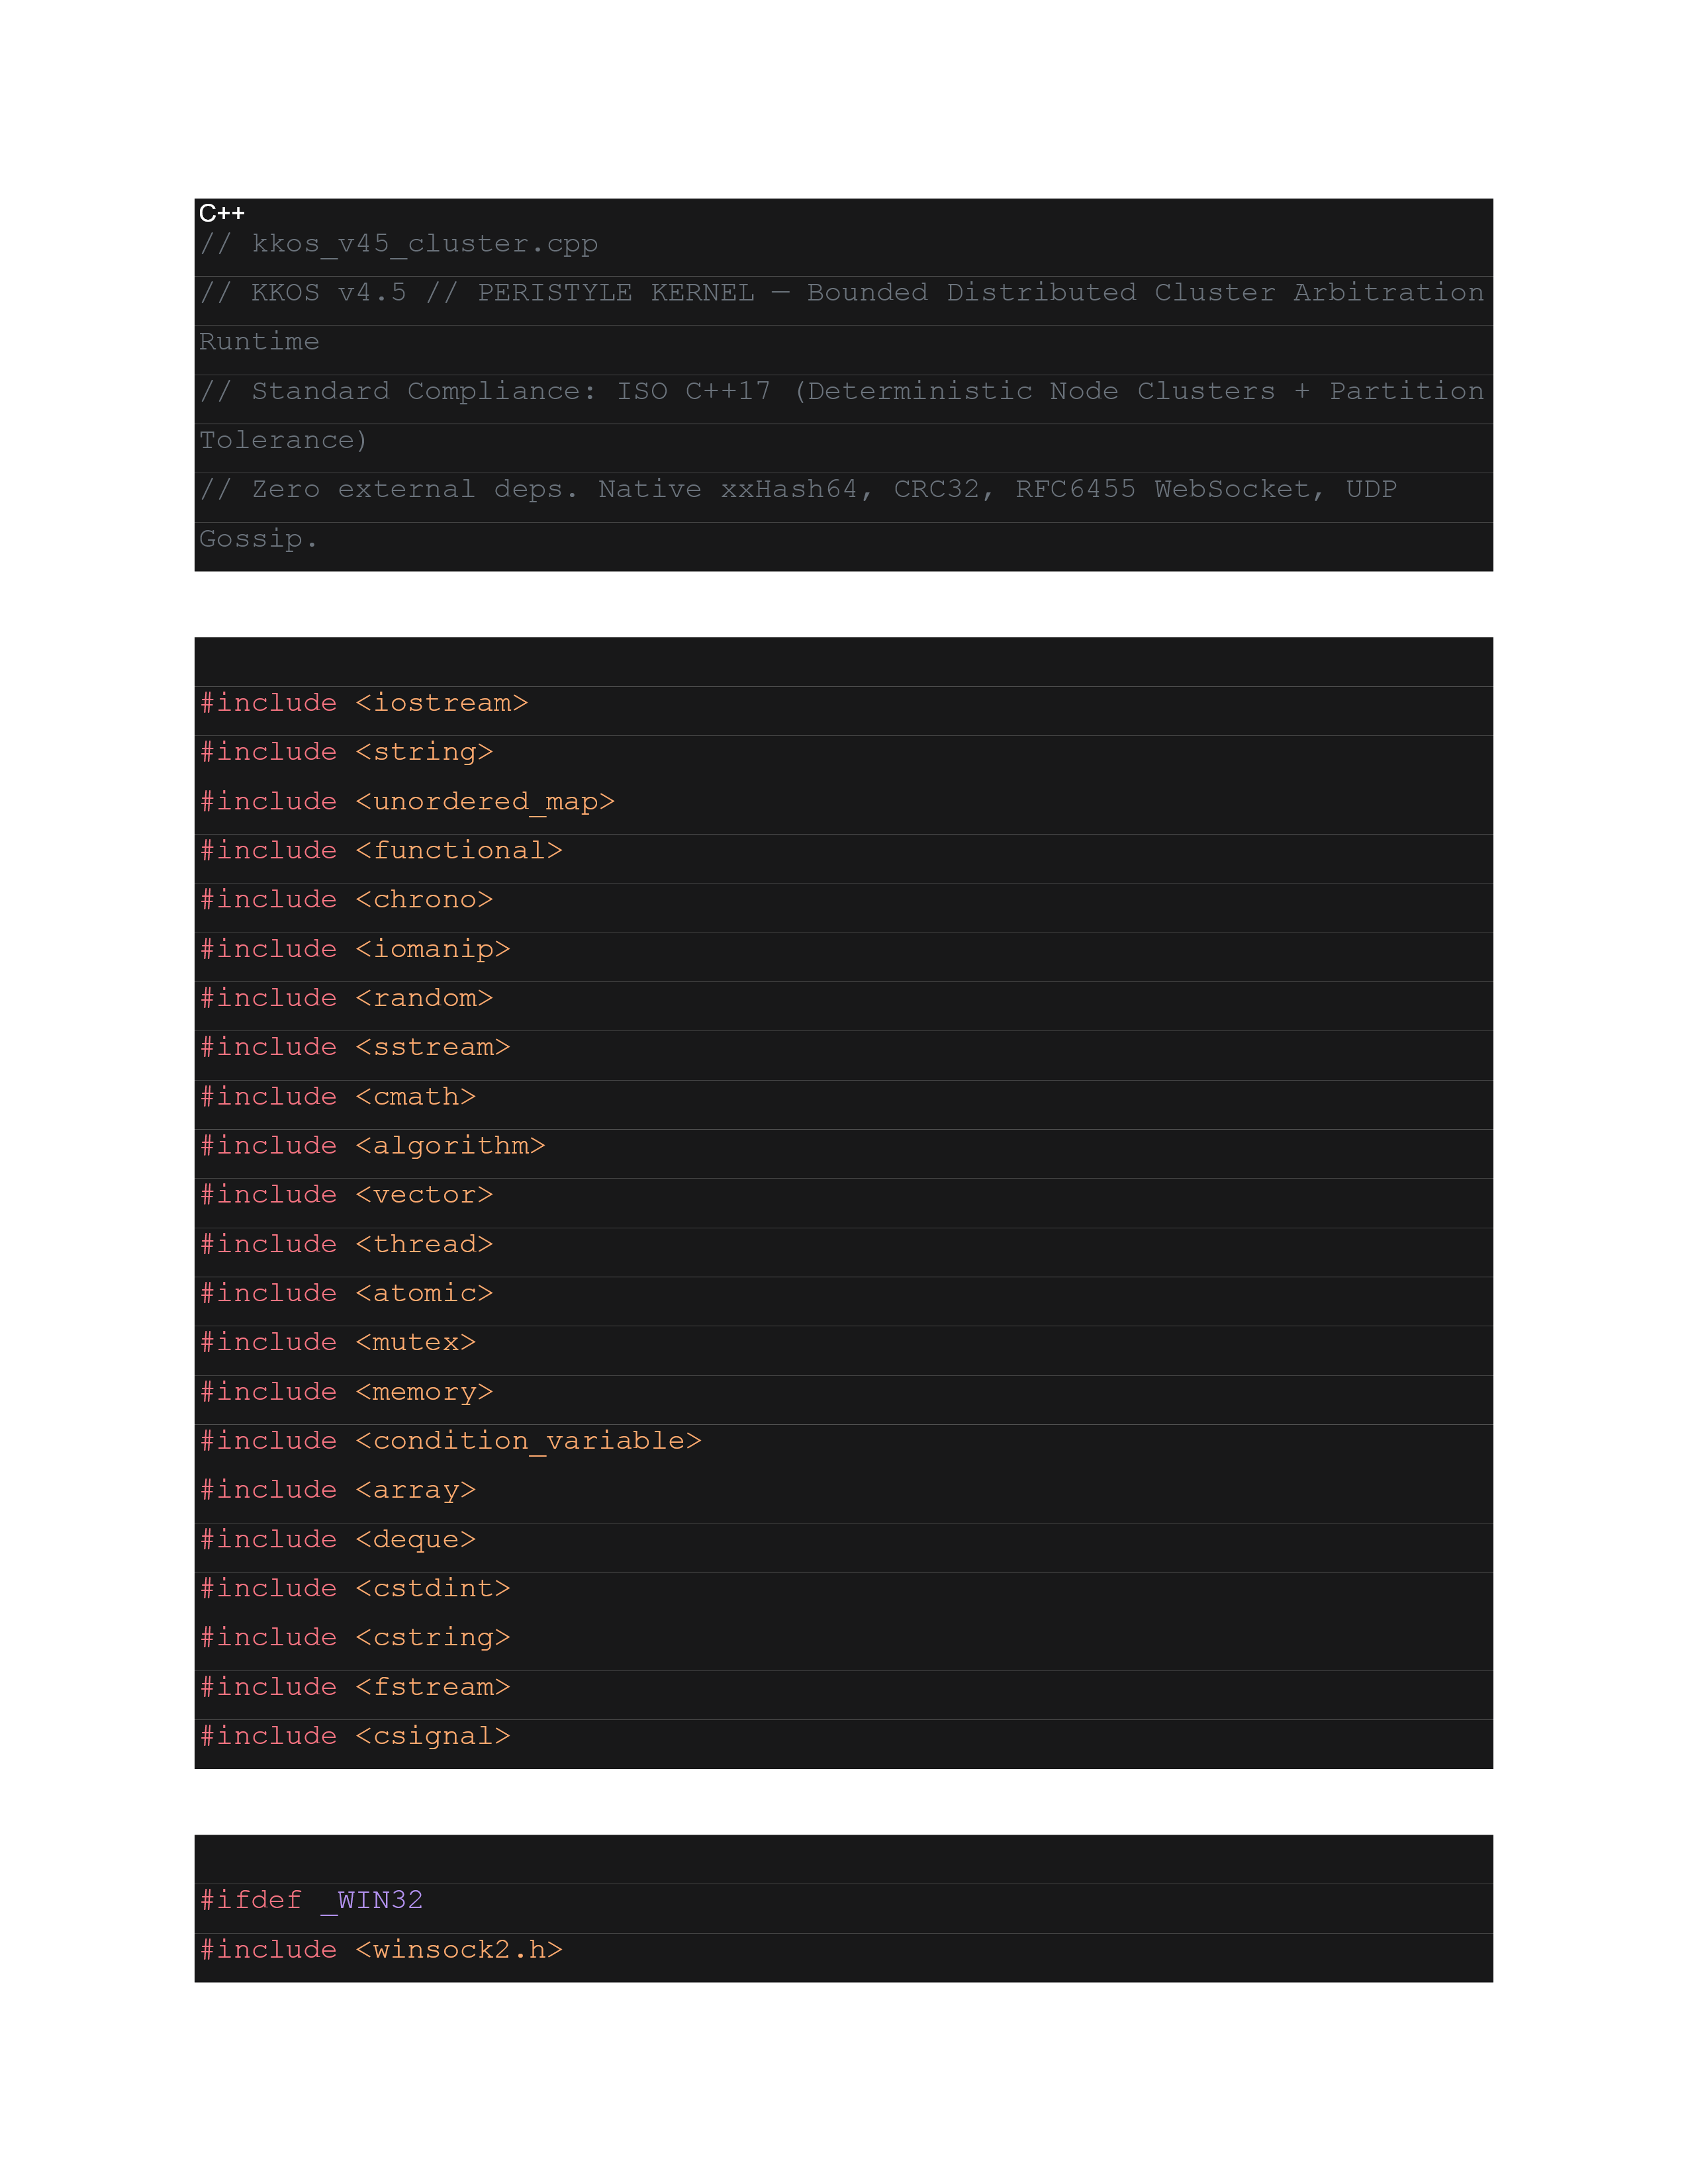 C++
// kkos_v45_cluster.cpp
// KKOS v4.5 // PERISTYLE KERNEL — Bounded Distributed Cluster Arbitration
Runtime
// Standard Compliance: ISO C++17 (Deterministic Node Clusters + Partition
Tolerance)
// Zero external deps. Native xxHash64, CRC32, RFC6455 WebSocket, UDP
Gossip.
#include <iostream>
#include <string>
#include <unordered_map>
#include <functional>
#include <chrono>
#include <iomanip>
#include <random>
#include <sstream>
#include <cmath>
#include <algorithm>
#include <vector>
#include <thread>
#include <atomic>
#include <mutex>
#include <memory>
#include <condition_variable>
#include <array>
#include <deque>
#include <cstdint>
#include <cstring>
#include <fstream>
#include <csignal>
#ifdef _WIN32
#include <winsock2.h>